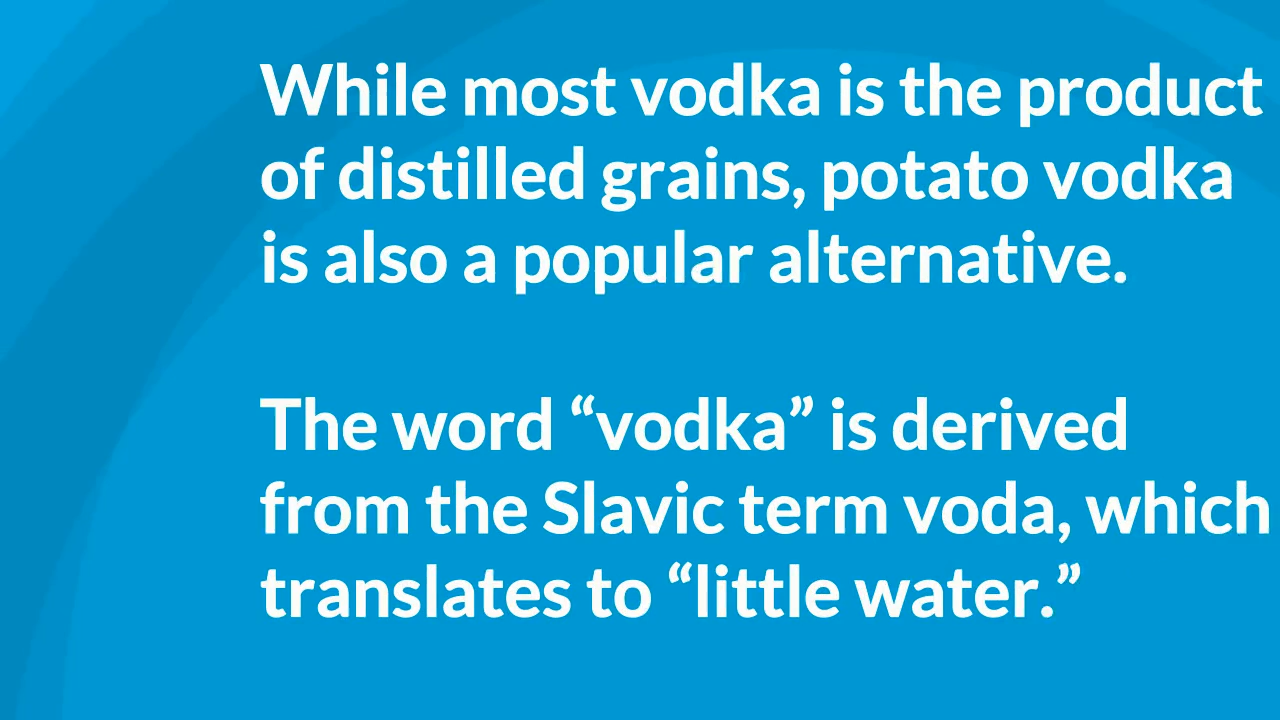 While most vodka is the product
of distilled grains, potato vodka
is also a popular alternative.
The word “vodka” is derived
from the Slavic term voda, which
translates to “little water.”